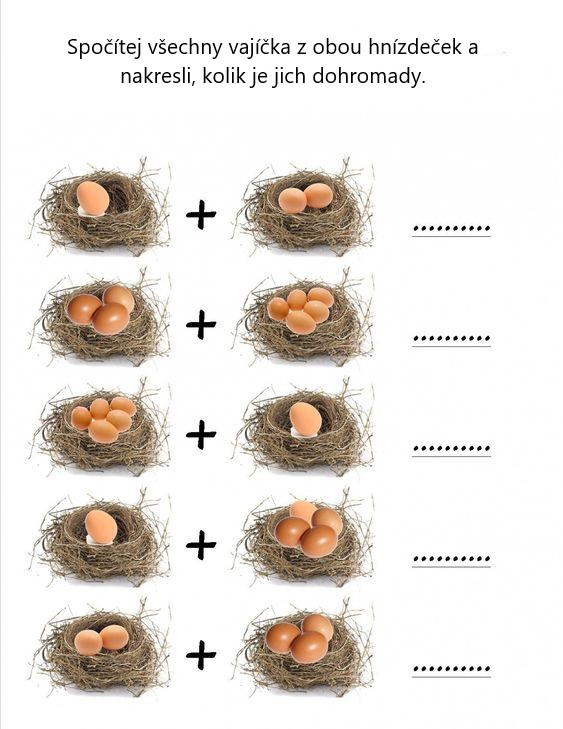 Spočítej všechny vajíčka z obou hnízdeček a
nakresli, kolik je jich dohromady.
+ ..........
+ ..........
+ ..........
+ ..........
+ ..........